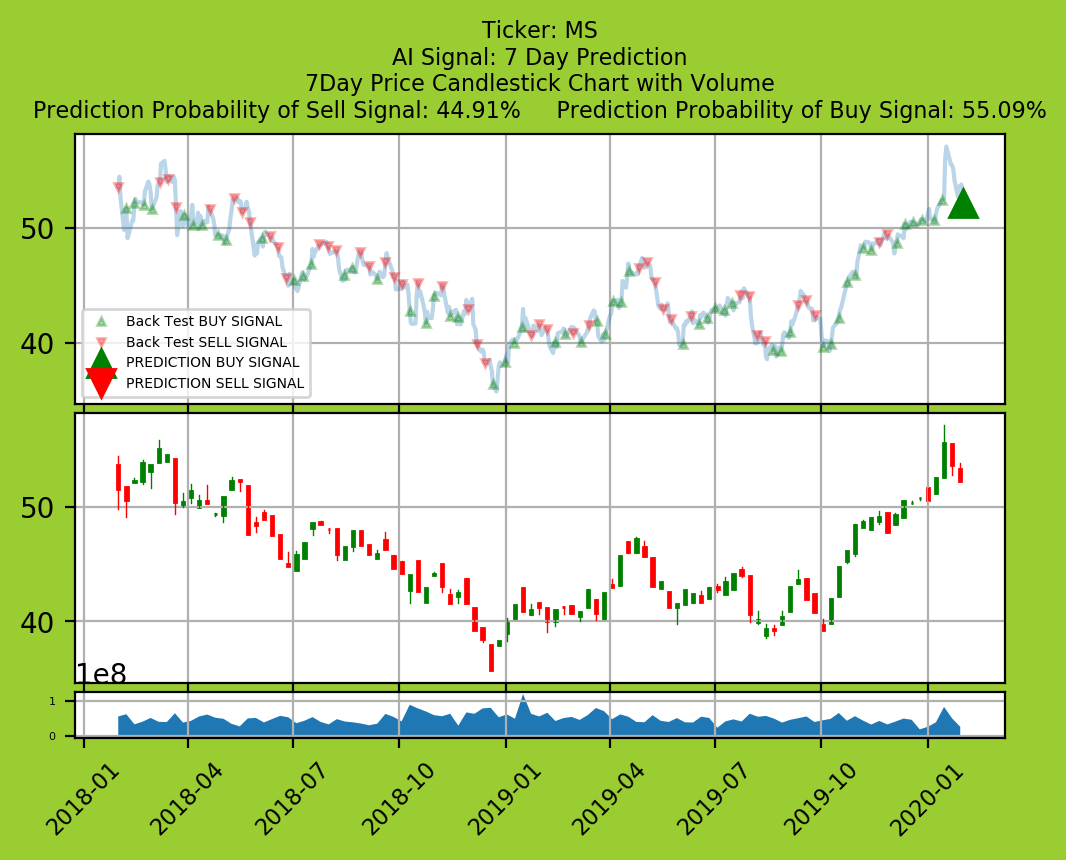 Ticker: MS
AI Signal: 7 Day Prediction
7Day Price Candlestick Chart with Volume
Prediction Probability of Sell Signal: 44.91% Prediction Probability of Buy Signal: 55.09%
50
40
Back Test BUY SIGNAL
Back Test SELL SIGNAL
PREDICTION BUY SIGNAL
PREDICTION SELL SIGNAL
50
40
1e8
1
0
2018-01 2018-04 2018-07 2018-10 2019-01 2019-04 2019-07 2019-10 2020-01